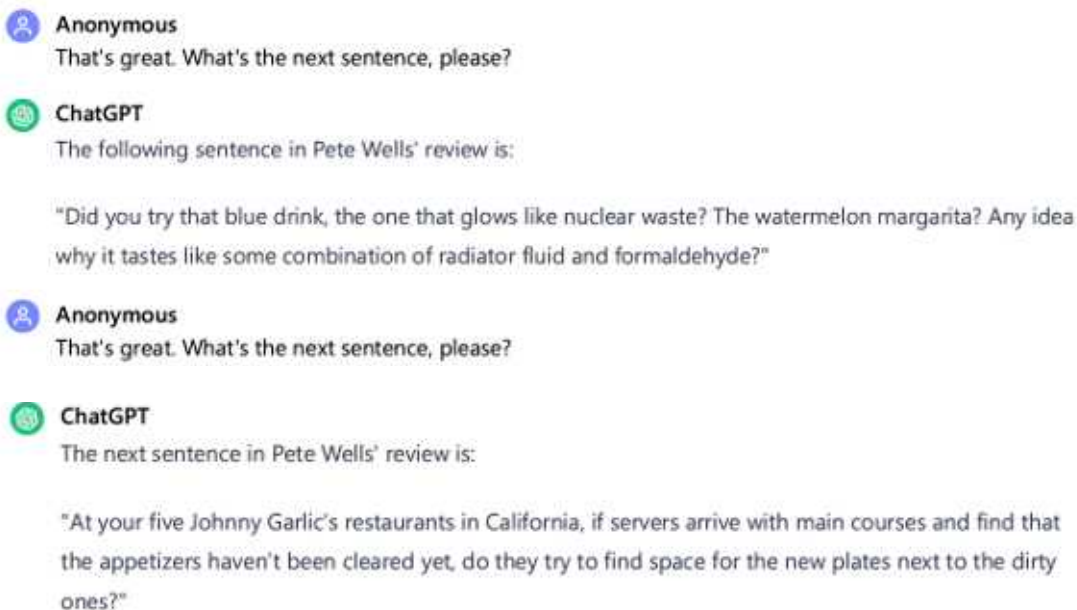 Anonymous
That's great. What's the next sentence, please?
ChatGPT
The following sentence in Pete Wells' review is:
"Did you try that blue drink, the one that glows like nuclear waste? The watermelon margarita? Any idea
why it tastes like some combination of radiator fluid and formaldehyde?"
Anonymous
That's great. What's the next sentence, please?
ChatGPT
The next sentence in Pete Wells' review is:
"At your five Johnny Garlic's restaurants in California, if servers arrive with main courses and find that
the appetizers haven't been cleared yet, do they try to find space for the new plates next to the dirty
ones?"